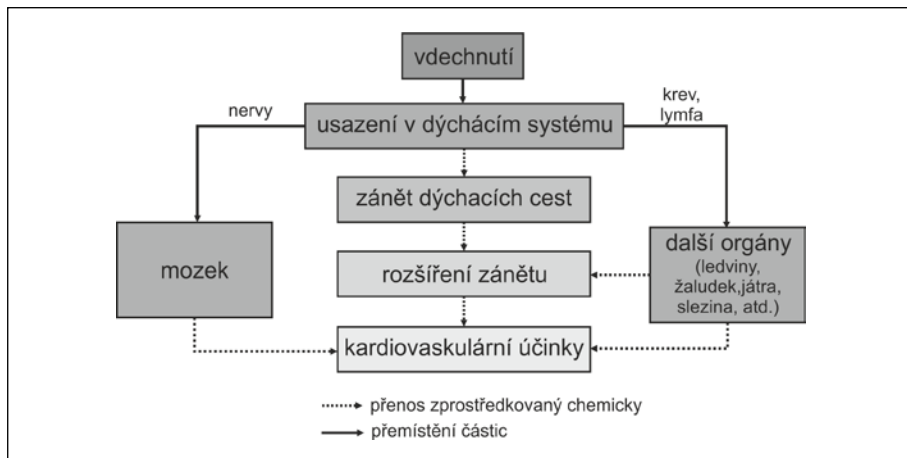 vdechnutí
nervy
krev,
lymfa
usazení v dýchácím systému
zánět dýchacích cest
mozek
další orgány
(ledviny,
žaludek,játra,
slezina, atd.)
rozšíření zánětu
kardiovaskulární účinky
přenos zprostředkovaný chemicky
přemístění částic